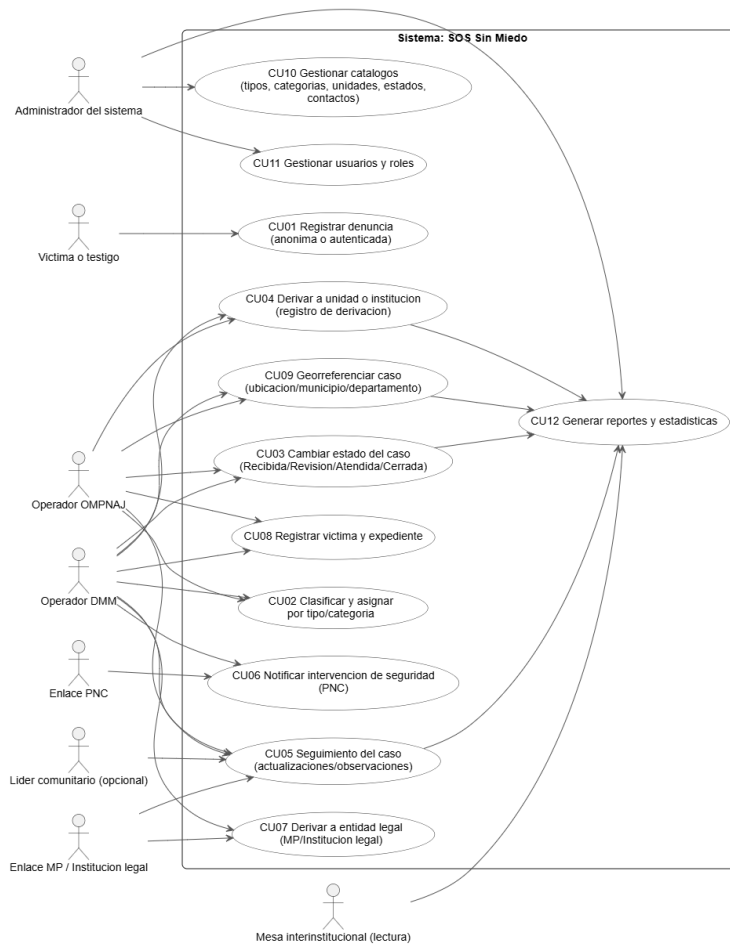 Sistema: SOS Sin Miedo
CU10 Gestionar catalogos
(tipos, categorias, unidades, estados,
contactos)
Administrador del sistema
CU11 Gestionar usuarios y roles
CU01 Registrar denuncia
(anonima o autenticada)
Victima o testigo
CU04 Derivar a unidad o institucion
(registro de derivacion)
CU09 Georreferenciar caso
(ubicacion/municipio/departamento)
CU12 Generar reportes y estadisticas
CU03 Cambiar estado del caso
(Recibida/Revision/Atendida/Cerrada)
Operador OMPNAJ
CU08 Registrar victima y expediente
CU02 Clasificar y asignar
por tipo/categoria
Operador DMM
CU06 Notificar intervencion de seguridad
(PNC)
Enlace PNC
CU05 Seguimiento del caso
(actualizaciones/observaciones)
Lider comunitario (opcional)
CU07 Derivar a entidad legal
(MP/Institucion legal)
Enlace MP / Institucion legal
Mesa interinstitucional (lectura)